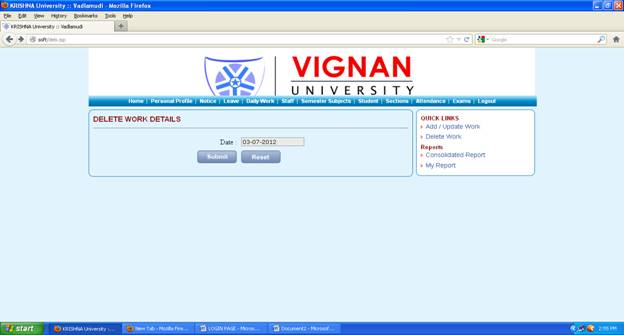 KRISHNA University :: Vadlamudi - Mozilla Firefox
File Edit View History Bookmarks Tools Help
KRISHNA University :: Vadlamudi +
Google
VIGNAN
UNIVERSITY
Home | Personal Profile | Notice | Leave | Daily Work | Staff | Semester Subjects | Student | Sections | Attendance | Exams | Logout
DELETE WORK DETAILS
Date : 03-07-2012
Submit Reset
QUICK LINKS
Add / Update Work
Delete Work
Reports
Consolidated Report
My Report
start KRISHNA University :... New Tab - Mozilla Fire... LOGIN PAGE - Micros... Document2 - Microsof... 2:55 PM